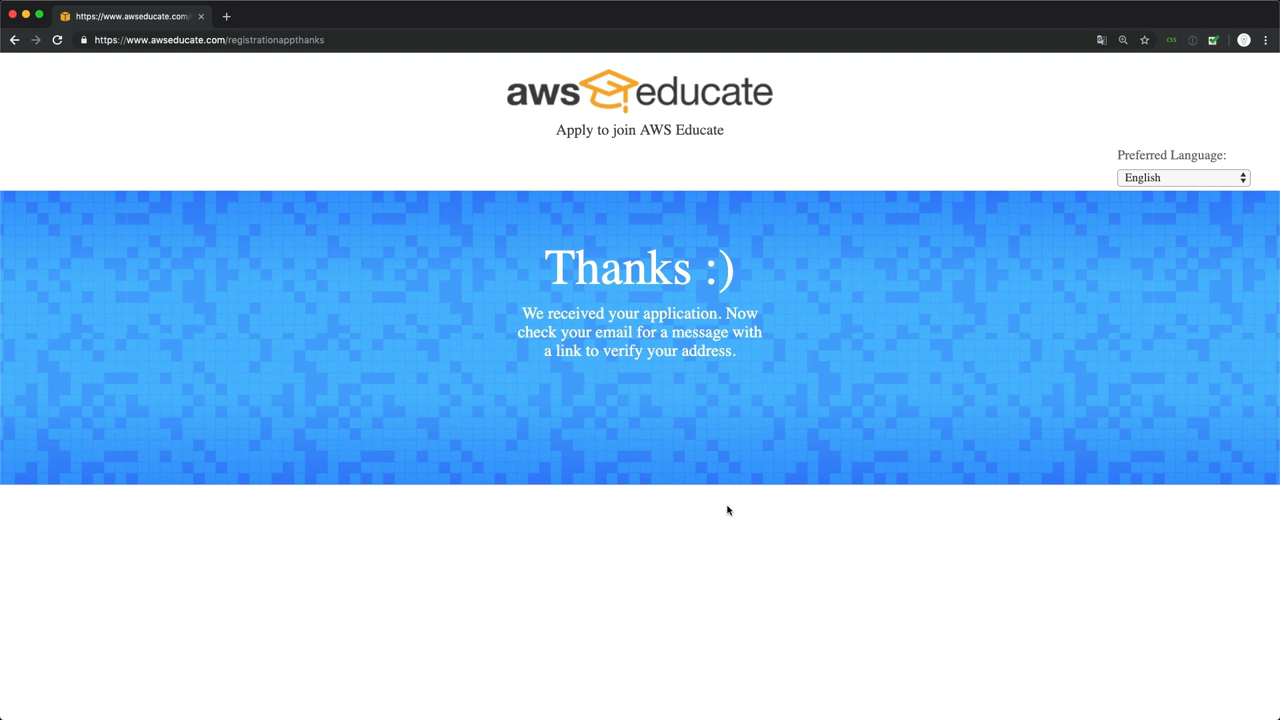 https://www.awseducate.com/
https://www.awseducate.com/registrationappthanks
CSS
aws educate
Apply to join AWS Educate
Preferred Language:
English
Thanks :)
We received your application. Now
check your email for a message with
a link to verify your address.